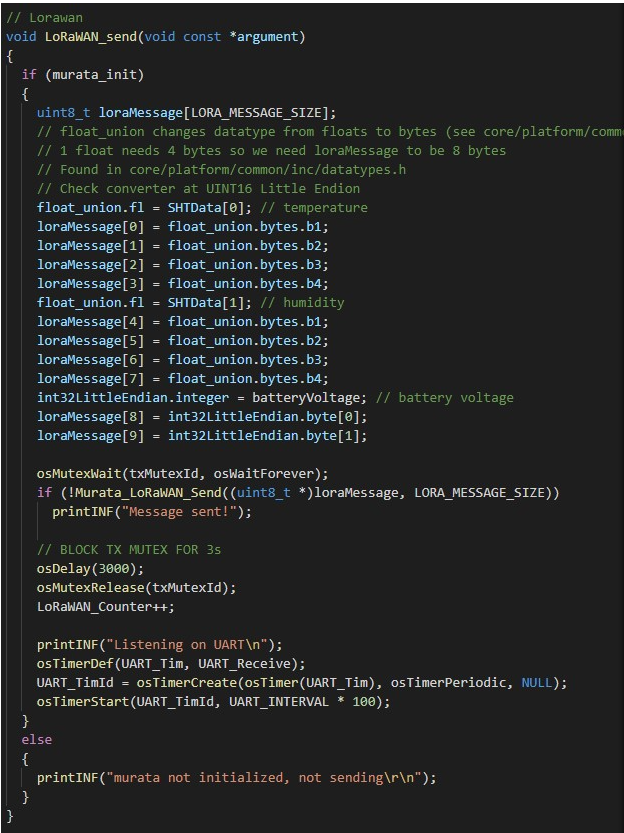 // Lorawan
void LoRaWAN_send(void const *argument)
{
  if (murata_init)
  {
    uint8_t loraMessage[LORA_MESSAGE_SIZE];
    // float_union changes datatype from floats to bytes (see core/platform/comm
    // 1 float needs 4 bytes so we need loraMessage to be 8 bytes
    // Found in core/platform/common/inc/datatypes.h
    // Check converter at UINT16 Little Endion
    float_union.fl = SHTData[0]; // temperature
    loraMessage[0] = float_union.bytes.b1;
    loraMessage[1] = float_union.bytes.b2;
    loraMessage[2] = float_union.bytes.b3;
    loraMessage[3] = float_union.bytes.b4;
    float_union.fl = SHTData[1]; // humidity
    loraMessage[4] = float_union.bytes.b1;
    loraMessage[5] = float_union.bytes.b2;
    loraMessage[6] = float_union.bytes.b3;
    loraMessage[7] = float_union.bytes.b4;
    int32LittleEndian.integer = batteryVoltage; // battery voltage
    loraMessage[8] = int32LittleEndian.byte[0];
    loraMessage[9] = int32LittleEndian.byte[1];

    osMutexWait(txMutexId, osWaitForever);
    if (!Murata_LoRaWAN_Send((uint8_t *)loraMessage, LORA_MESSAGE_SIZE))
      printINF("Message sent!");

    // BLOCK TX MUTEX FOR 3s
    osDelay(3000);
    osMutexRelease(txMutexId);
    LoRaWAN_Counter++;

    printINF("Listening on UART\n");
    osTimerDef(UART_Tim, UART_Receive);
    UART_TimId = osTimerCreate(osTimer(UART_Tim), osTimerPeriodic, NULL);
    osTimerStart(UART_TimId, UART_INTERVAL * 100);
  }
  else
  {
    printINF("murata not initialized, not sending\r\n");
  }
}